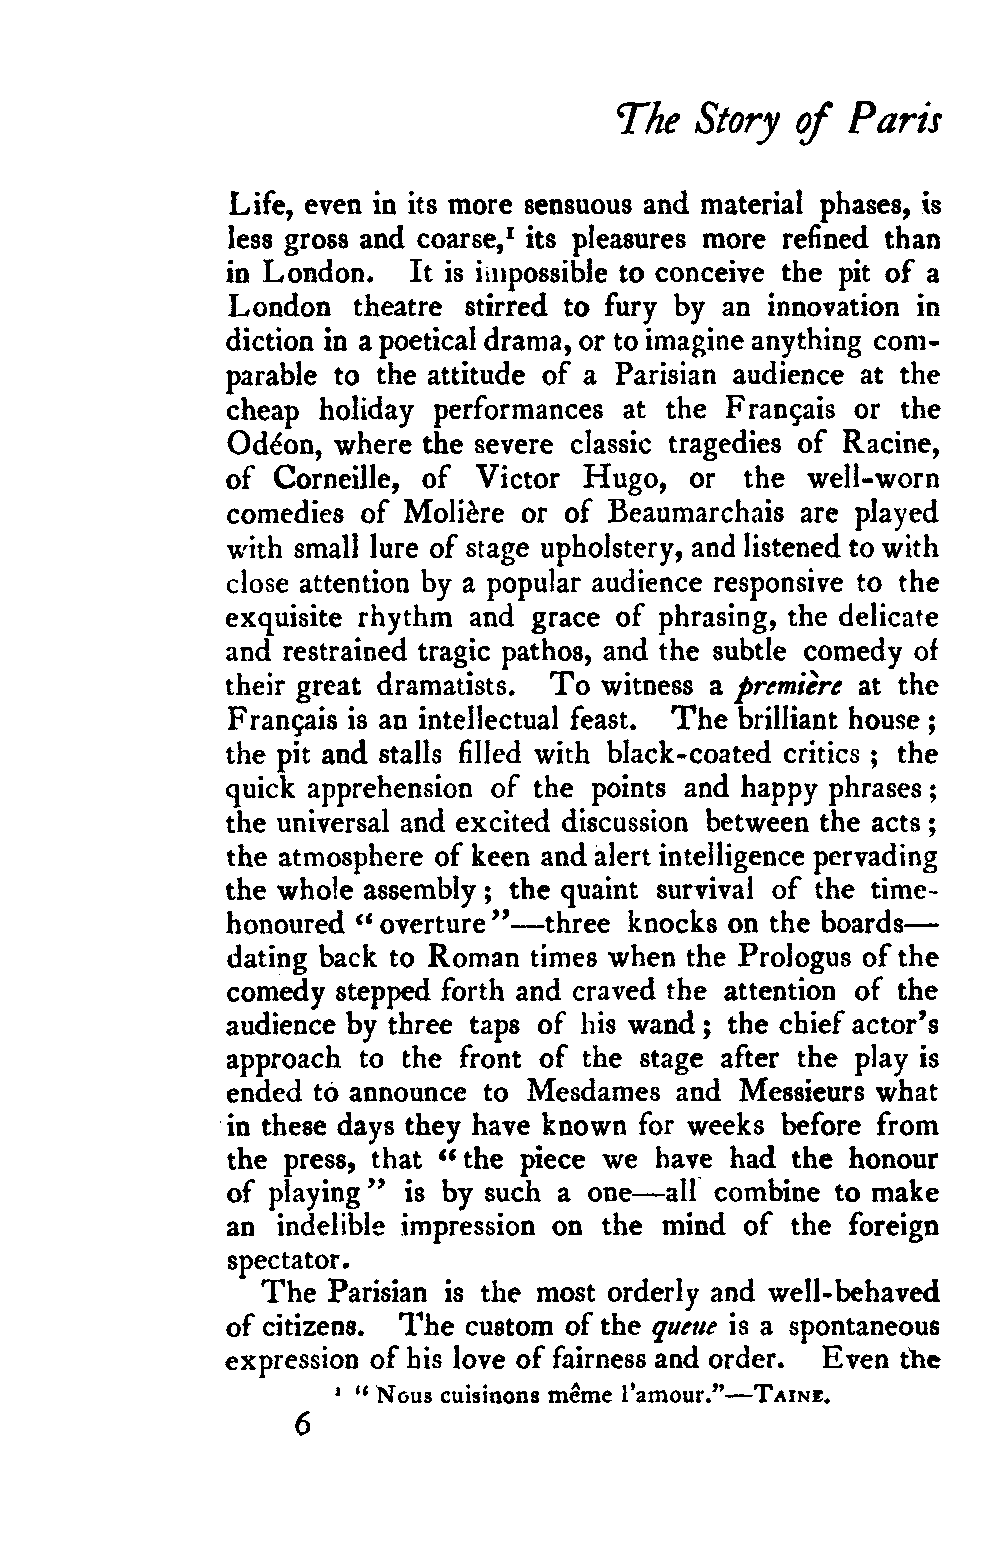 The Story of Paris
Life, even in its more sensuous and material phases, is
less gross and coarse,¹ its pleasures more refined than
in London. It is impossible to conceive the pit of a
London theatre stirred to fury by an innovation in
diction in a poetical drama, or to imagine anything com-
parable to the attitude of a Parisian audience at the
cheap holiday performances at the Français or the
Odéon, where the severe classic tragedies of Racine,
of Corneille, of Victor Hugo, or the well-worn
comedies of Molière or of Beaumarchais are played
with small lure of stage upholstery, and listened to with
close attention by a popular audience responsive to the
exquisite rhythm and grace of phrasing, the delicate
and restrained tragic pathos, and the subtle comedy of
their great dramatists. To witness a première at the
Français is an intellectual feast. The brilliant house;
the pit and stalls filled with black-coated critics; the
quick apprehension of the points and happy phrases;
the universal and excited discussion between the acts;
the atmosphere of keen and alert intelligence pervading
the whole assembly; the quaint survival of the time-
honoured “overture”—three knocks on the boards—
dating back to Roman times when the Prologus of the
comedy stepped forth and craved the attention of the
audience by three taps of his wand; the chief actor's
approach to the front of the stage after the play is
ended to announce to Mesdames and Messieurs what
in these days they have known for weeks before from
the press, that “the piece we have had the honour
of playing” is by such a one—all combine to make
an indelible impression on the mind of the foreign
spectator.
The Parisian is the most orderly and well-behaved
of citizens. The custom of the queue is a spontaneous
expression of his love of fairness and order. Even the
¹ “Nous cuisinons même l'amour.”—TAINE.
6